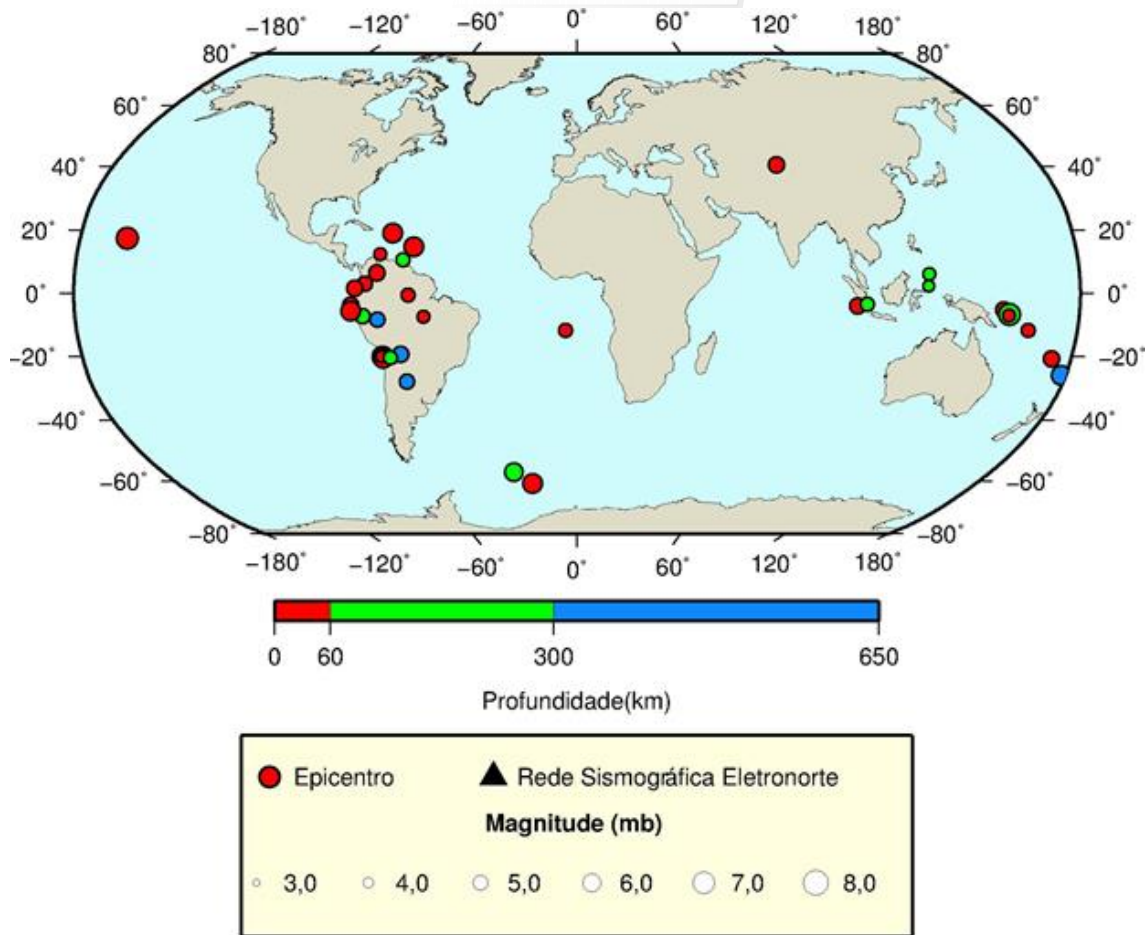 −180° −120° −60° 0° 60° 120° 180°
80° 80°
60° 60°
40° 40°
20° 20°
0° 0°
−20° −20°
−40° −40°
−60° −60°
−80° −80°
−180° −120° −60° 0° 60° 120° 180°
0 60 300 650
Profundidade(km)
Epicentro Rede Sismográfica Eletronorte
Magnitude (mb)
3,0 4,0 5,0 6,0 7,0 8,0